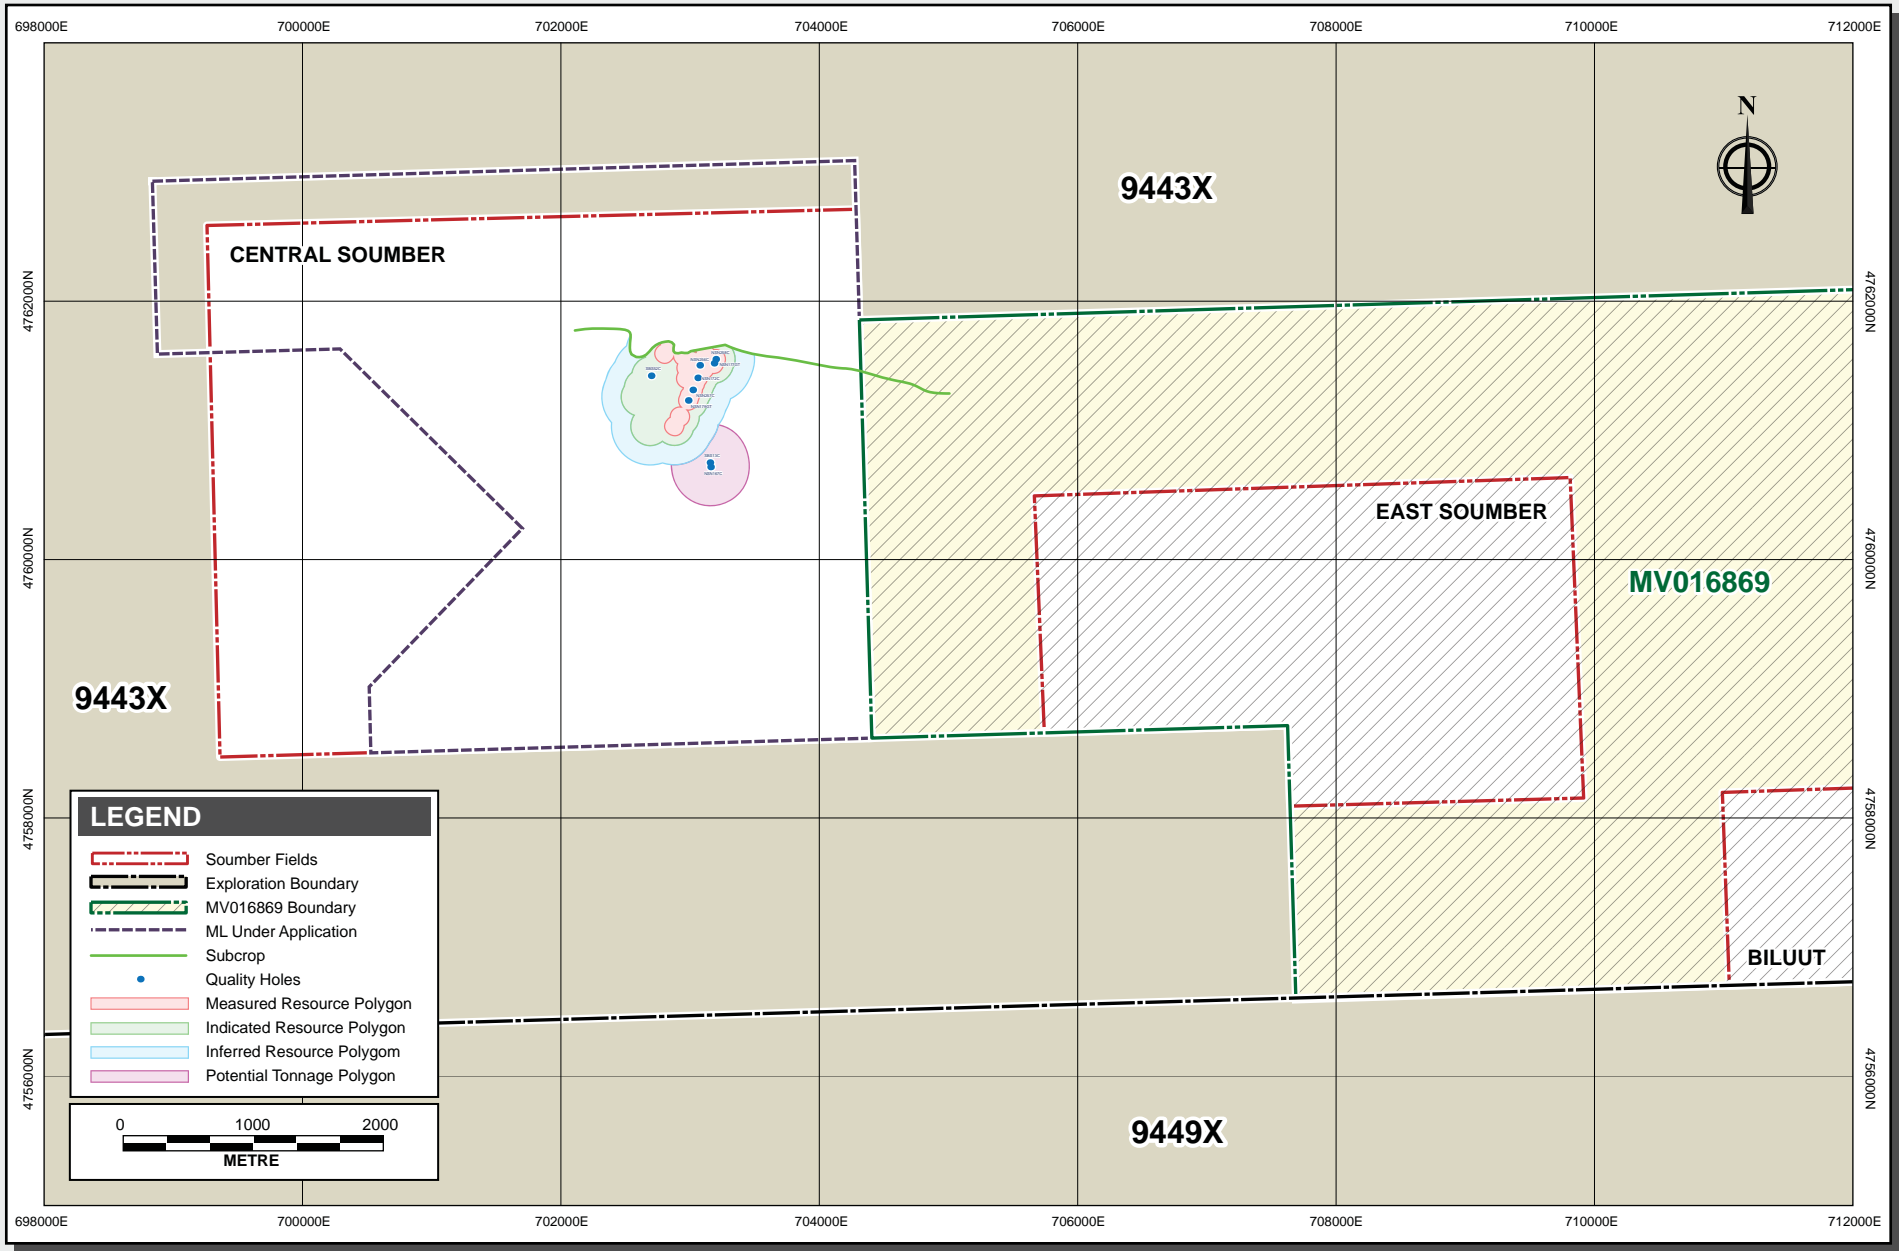 698000E 700000E 702000E 704000E 706000E 708000E 710000E 712000E
N
9443X
CENTRAL SOUMBER
4762000N
4762000N
EAST SOUMBER
4760000N
4760000N
MV016869
9443X
4758000N
4758000N
BILUUT
LEGEND
Soumber Fields
Exploration Boundary
MV016869 Boundary
ML Under Application
Subcrop
Quality Holes
Measured Resource Polygon
Indicated Resource Polygon
Inferred Resource Polygom
Potential Tonnage Polygon
4756000N
4756000N
9449X
0 1000 2000
METRE
698000E 700000E 702000E 704000E 706000E 708000E 710000E 712000E